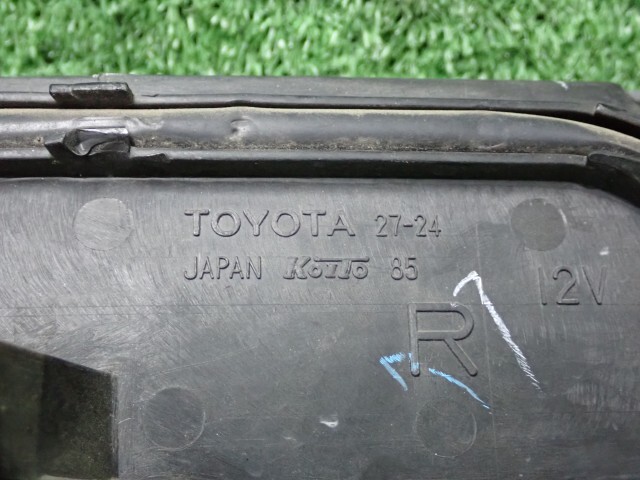 TOYOTA 27-24
JAPAN KOITO 85
12V
R